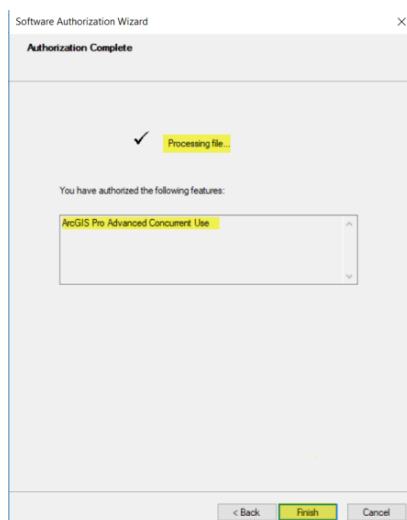 Software Authorization Wizard
Authorization Complete
Processing file...
You have authorized the following features:
ArcGIS Pro Advanced Concurrent Use
< Back Finish Cancel